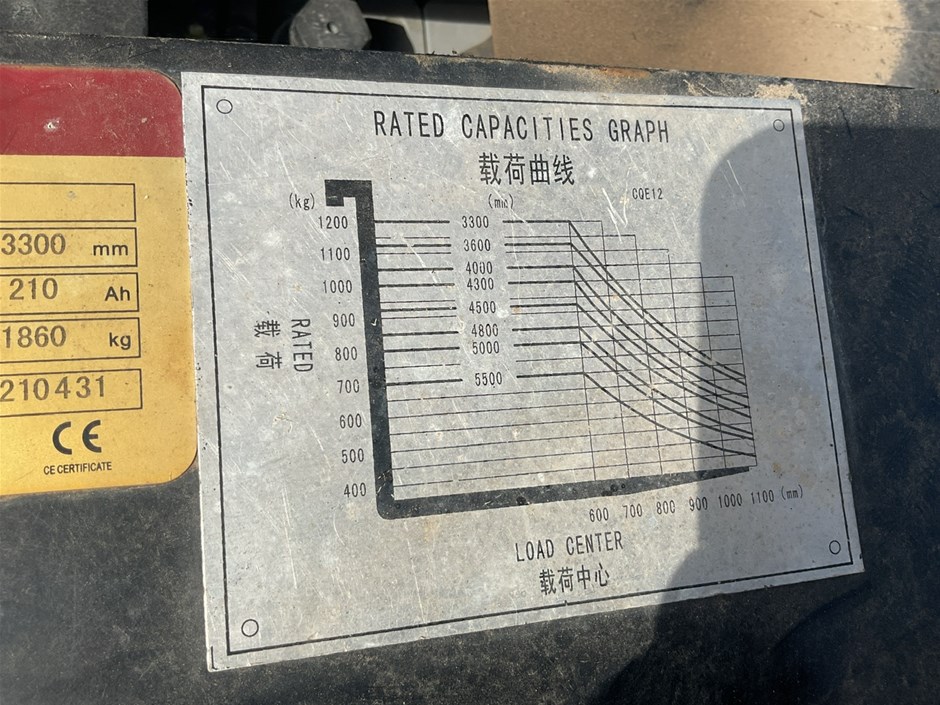 3300 mm
210 Ah
1860 kg
210431
CE
CE CERTIFICATE
RATED CAPACITIES GRAPH
载荷曲线
CQE12
(kg)
(mm)
1200
1100
1000
900
800
700
600
500
400
3300
3600
4000
4300
4500
4800
5000
5500
RATED
载荷
600 700 800 900 1000 1100 (mm)
LOAD CENTER
载荷中心